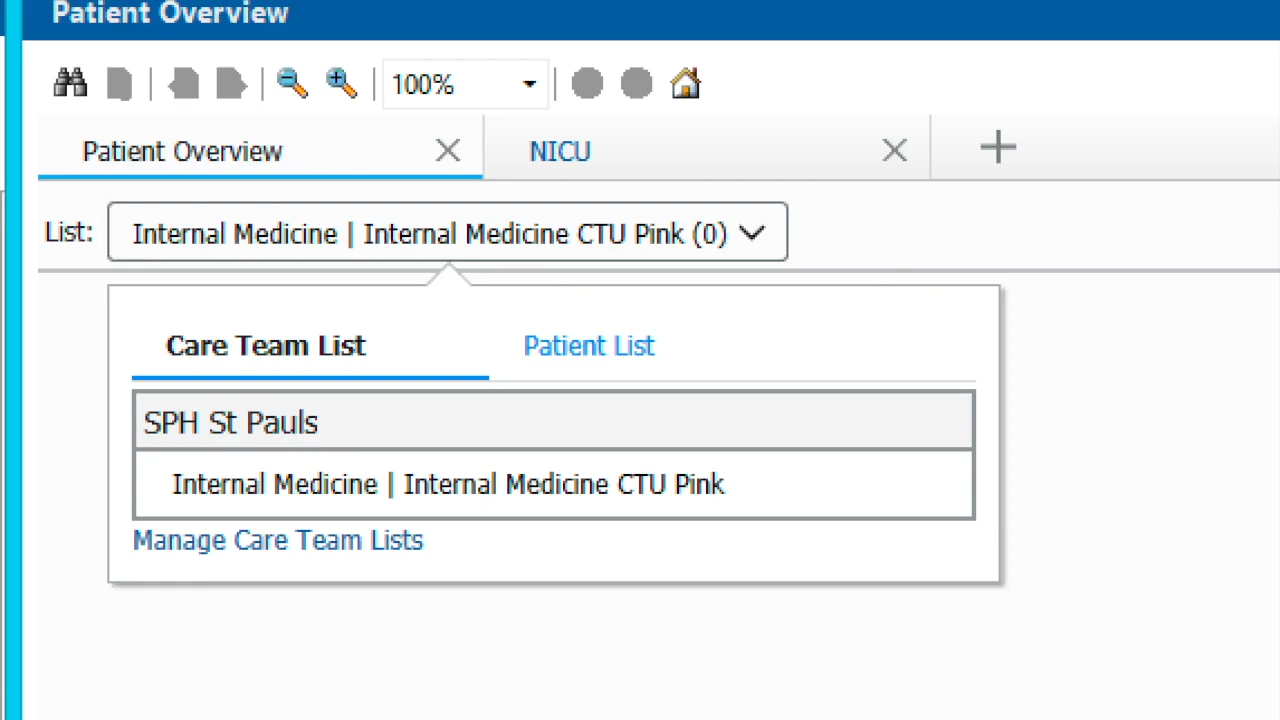 Patient Overview
100%
Patient Overview
NICU
List: Internal Medicine | Internal Medicine CTU Pink (0)
Care Team List
Patient List
SPH St Pauls
Internal Medicine | Internal Medicine CTU Pink
Manage Care Team Lists